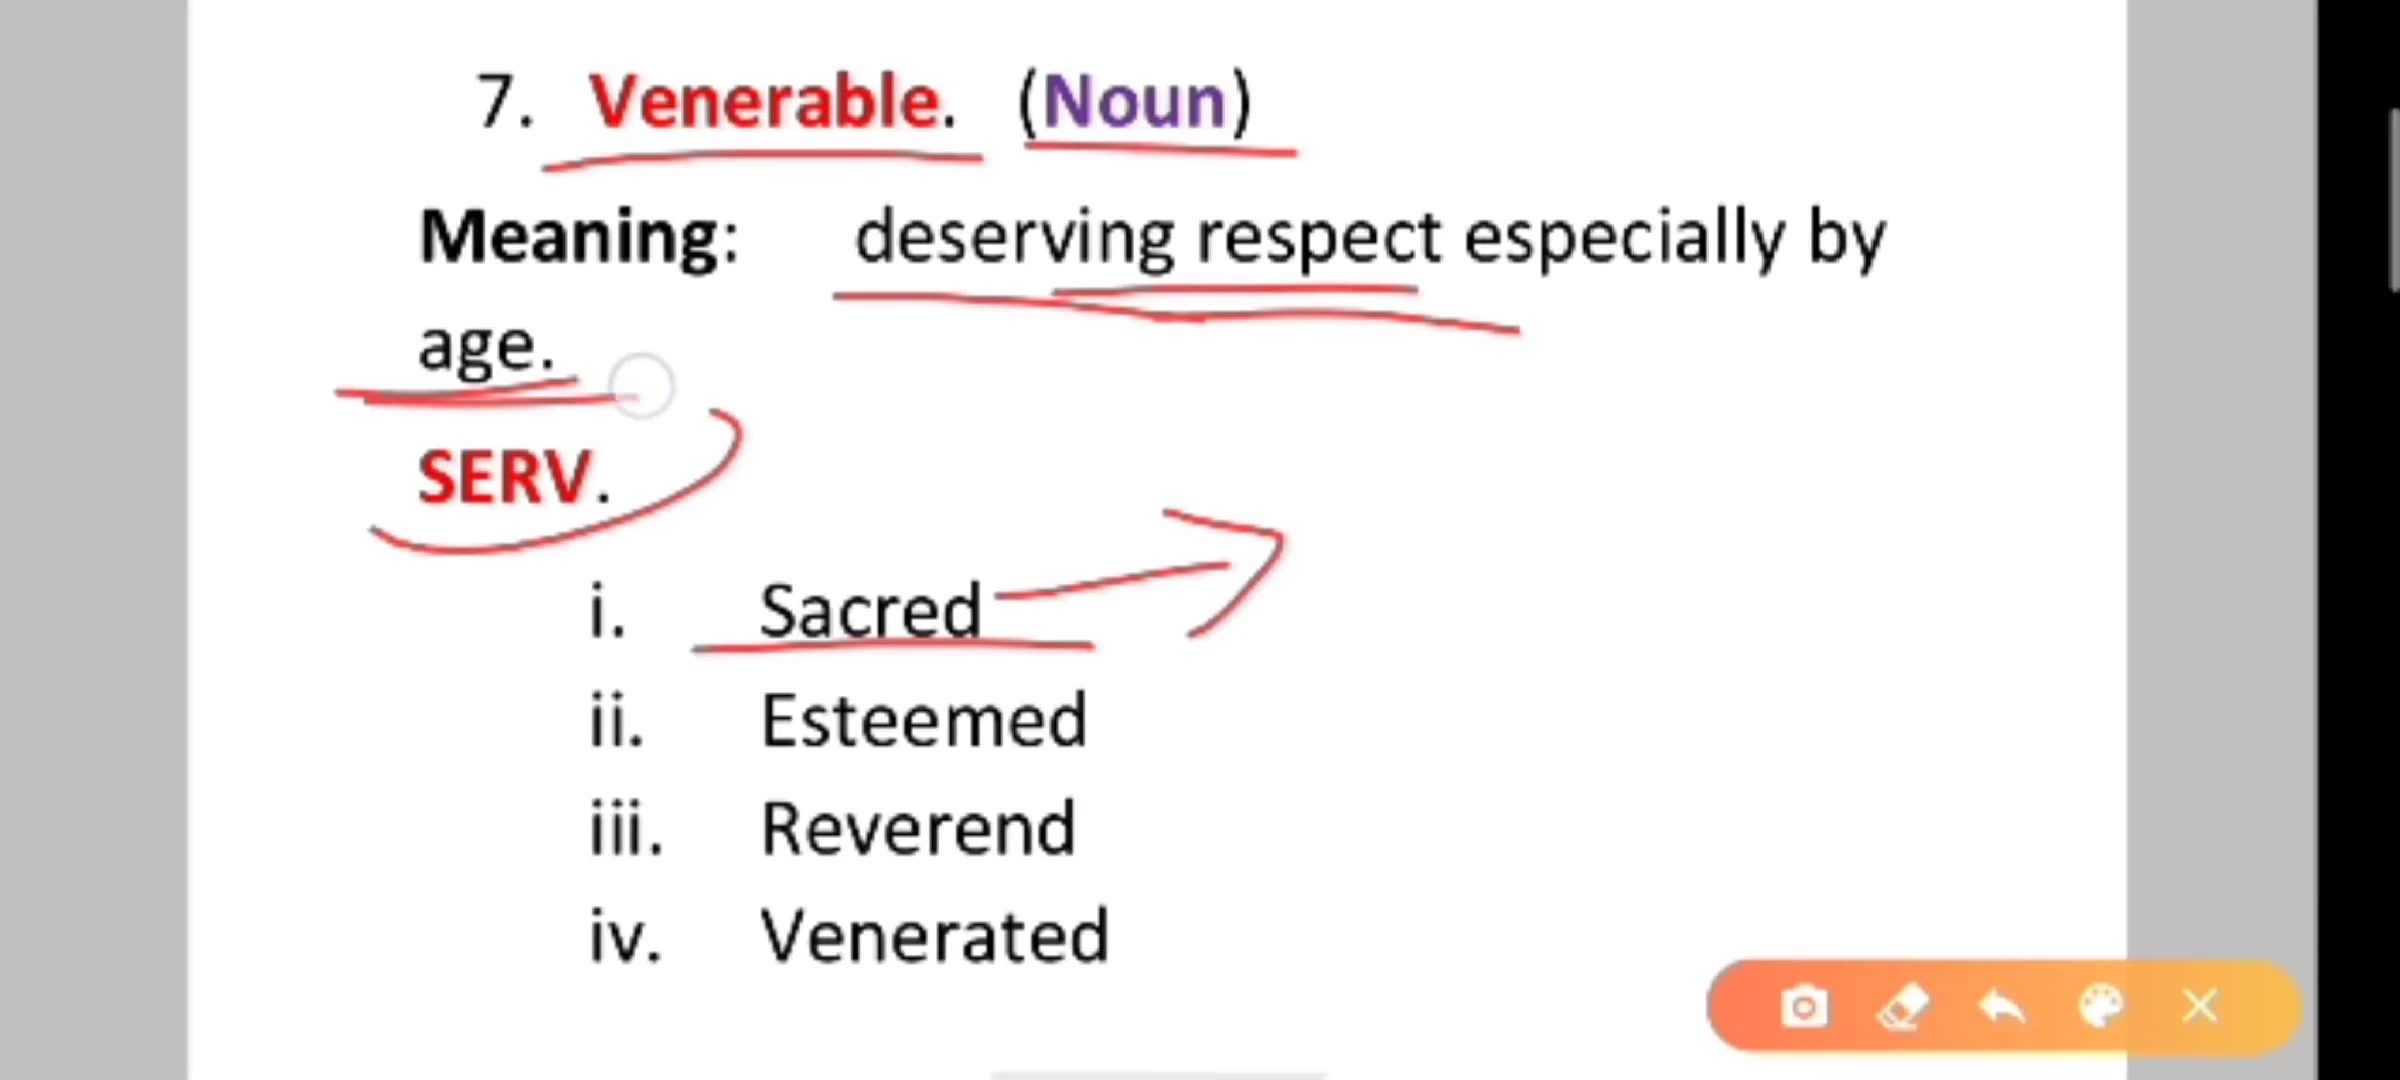 7. Venerable. (Noun)
Meaning: deserving respect especially by
age.
SERV.
i. Sacred
ii. Esteemed
iii. Reverend
iv. Venerated